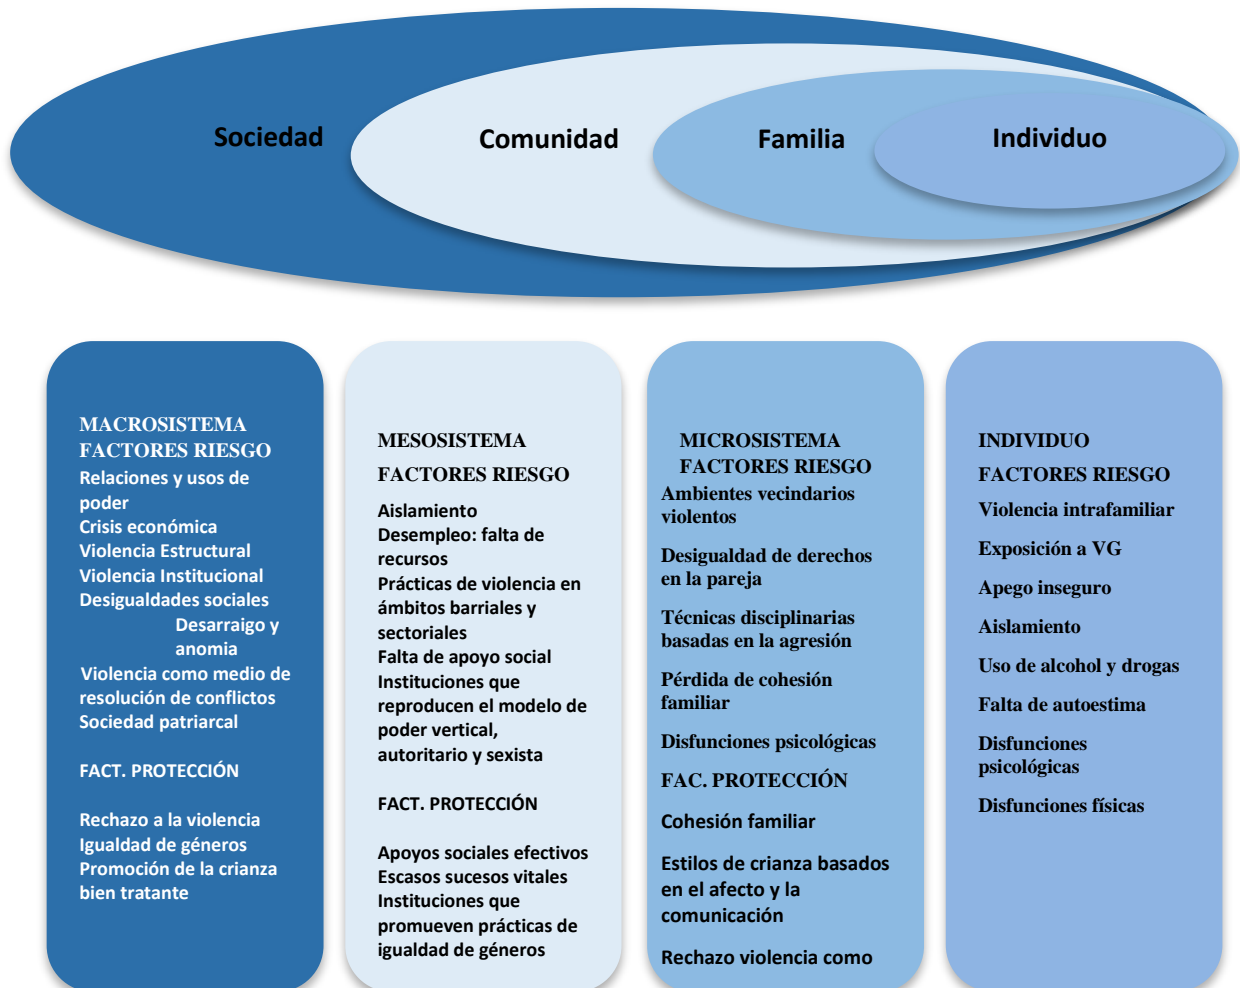 Sociedad
Comunidad
Familia
Individuo
MACROSISTEMA
FACTORES RIESGO
Relaciones y usos de
poder
Crisis económica
Violencia Estructural
Violencia Institucional
Desigualdades sociales
Desarraigo y
anomia
Violencia como medio de
resolución de conflictos
Sociedad patriarcal
FACT. PROTECCIÓN
Rechazo a la violencia
Igualdad de géneros
Promoción de la crianza
bien tratante
MESOSISTEMA
FACTORES RIESGO
Aislamiento
Desempleo: falta de
recursos
Prácticas de violencia en
ámbitos barriales y
sectoriales
Falta de apoyo social
Instituciones que
reproducen el modelo de
poder vertical,
autoritario y sexista
FACT. PROTECCIÓN
Apoyos sociales efectivos
Escasos sucesos vitales
Instituciones que
promueven prácticas de
igualdad de géneros
MICROSISTEMA
FACTORES RIESGO
Ambientes vecindarios
violentos
Desigualdad de derechos
en la pareja
Técnicas disciplinarias
basadas en la agresión
Pérdida de cohesión
familiar
Disfunciones psicológicas
FAC. PROTECCIÓN
Cohesión familiar
Estilos de crianza basados
en el afecto y la
comunicación
Rechazo violencia como
INDIVIDUO
FACTORES RIESGO
Violencia intrafamiliar
Exposición a VG
Apego inseguro
Aislamiento
Uso de alcohol y drogas
Falta de autoestima
Disfunciones
psicológicas
Disfunciones físicas